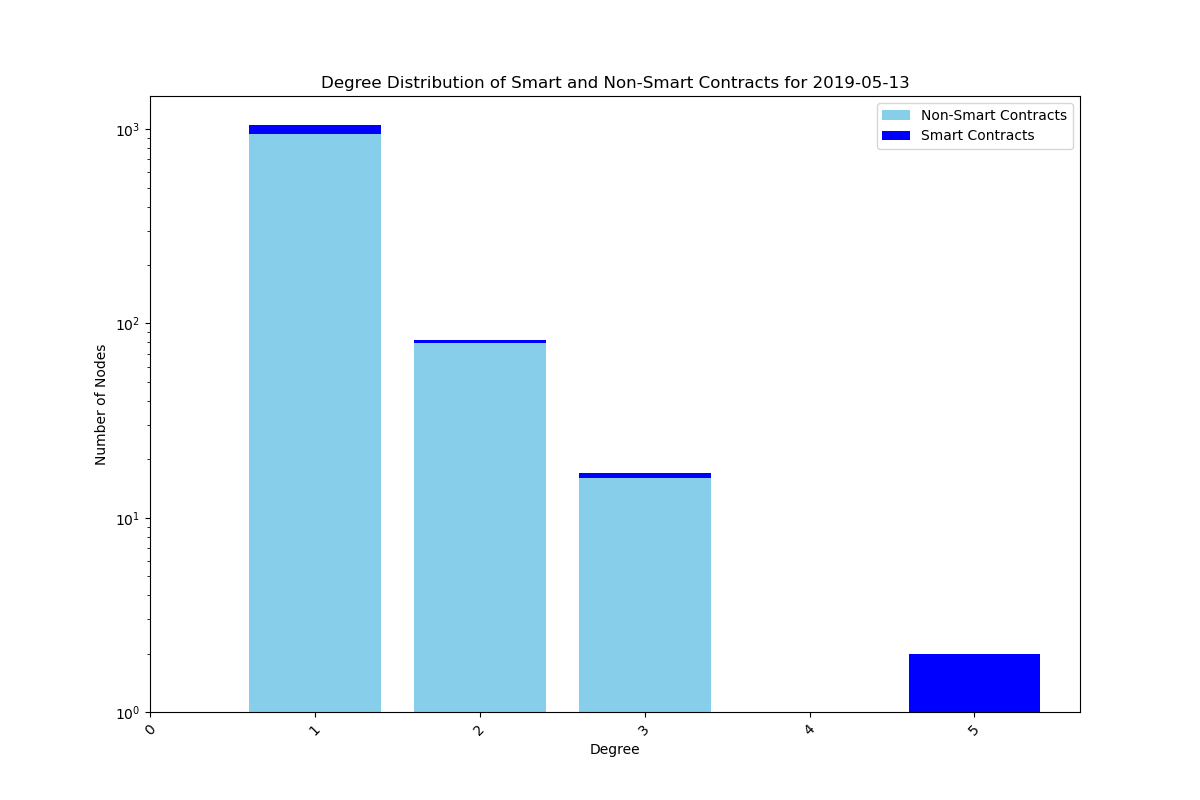 Degree Distribution of Smart and Non-Smart Contracts for 2019-05-13
Non-Smart Contracts
Smart Contracts
10³
10²
10¹
10⁰
Number of Nodes
0 1 2 3 4 5
Degree